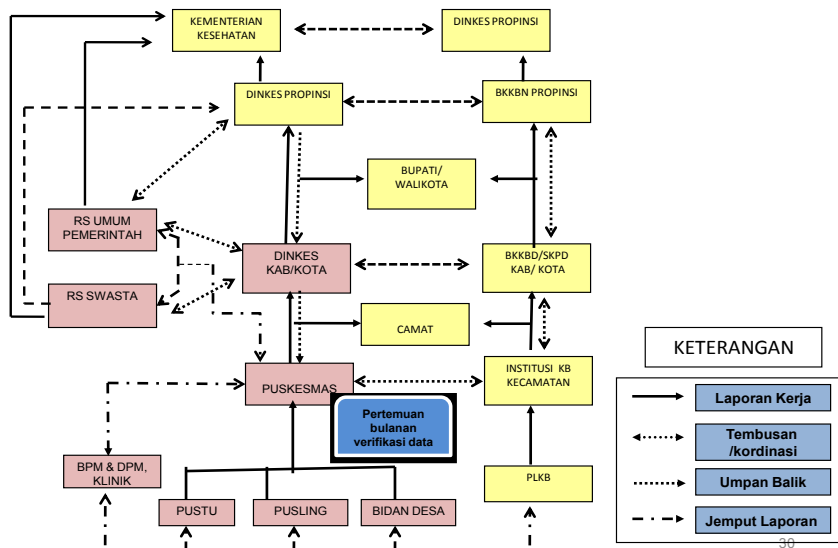 KEMENTERIAN
KESEHATAN
DINKES PROPINSI
DINKES PROPINSI
BKKBN PROPINSI
BUPATI/
WALIKOTA
RS UMUM
PEMERINTAH
DINKES
KAB/KOTA
BKKBD/SKPD
KAB/ KOTA
RS SWASTA
CAMAT
PUSKESMAS
INSTITUSI KB
KECAMATAN
Pertemuan
bulanan
verifikasi data
BPM & DPM,
KLINIK
PUSTU
PUSLING
BIDAN DESA
PLKB
KETERANGAN
Laporan Kerja
Tembusan
/kordinasi
Umpan Balik
Jemput Laporan
30